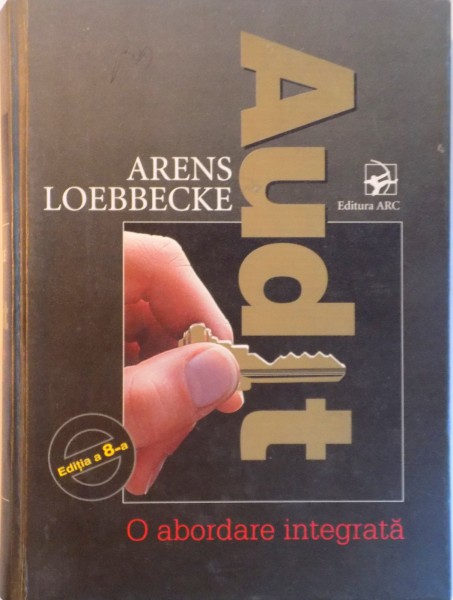 ARENS
LOEBBECKE
Audit
Editura ARC
Ediția a 8-a
O abordare integrată